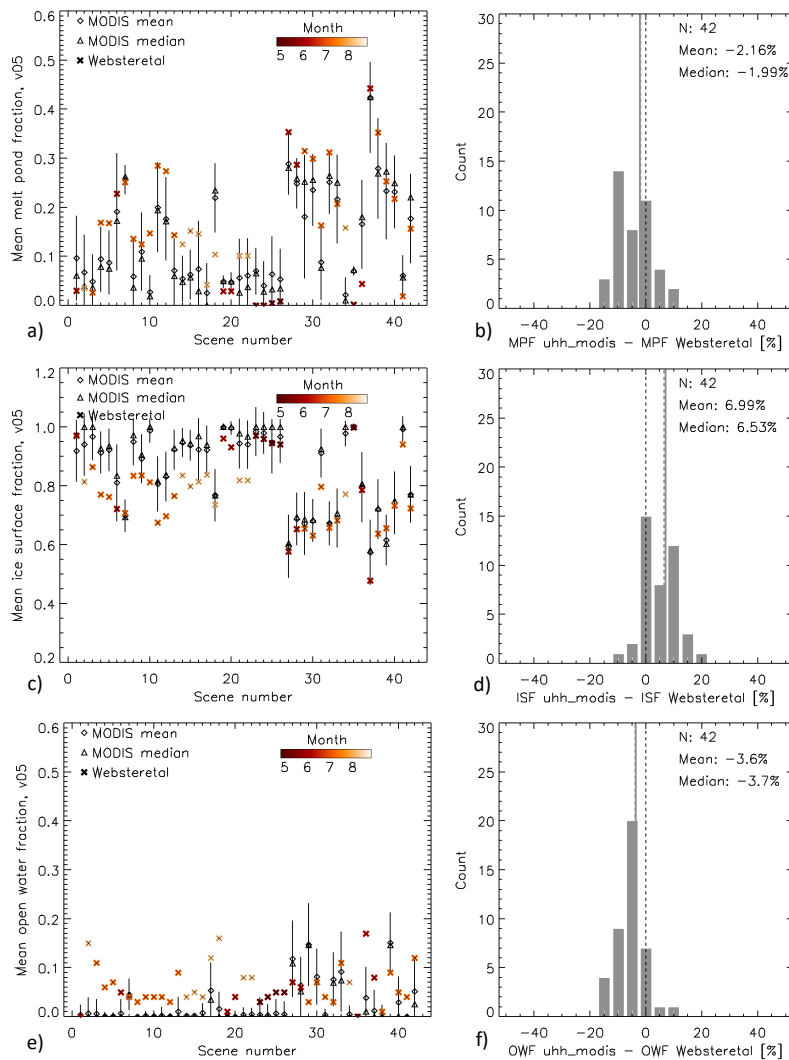 MODIS mean
MODIS median
Websteretal
Month
5 6 7 8
0.6
0.5
0.4
0.3
0.2
0.1
0.0
Mean melt pond fraction, v05
0 10 20 30 40
Scene number
a)
N: 42
Mean: −2.16%
Median: −1.99%
30
25
20
15
10
5
0
Count
−40 −20 0 20 40
MPF uhh_modis − MPF Websteretal [%]
b)
MODIS mean
MODIS median
Websteretal
Month
5 6 7 8
1.2
1.0
0.8
0.6
0.4
0.2
Mean ice surface fraction, v05
0 10 20 30 40
Scene number
c)
N: 42
Mean: 6.99%
Median: 6.53%
30
25
20
15
10
5
0
Count
−40 −20 0 20 40
ISF uhh_modis − ISF Websteretal [%]
d)
MODIS mean
MODIS median
Websteretal
Month
5 6 7 8
0.6
0.5
0.4
0.3
0.2
0.1
0.0
Mean open water fraction, v05
0 10 20 30 40
Scene number
e)
N: 42
Mean: −3.6%
Median: −3.7%
30
25
20
15
10
5
0
Count
−40 −20 0 20 40
OWF uhh_modis − OWF Websteretal [%]
f)